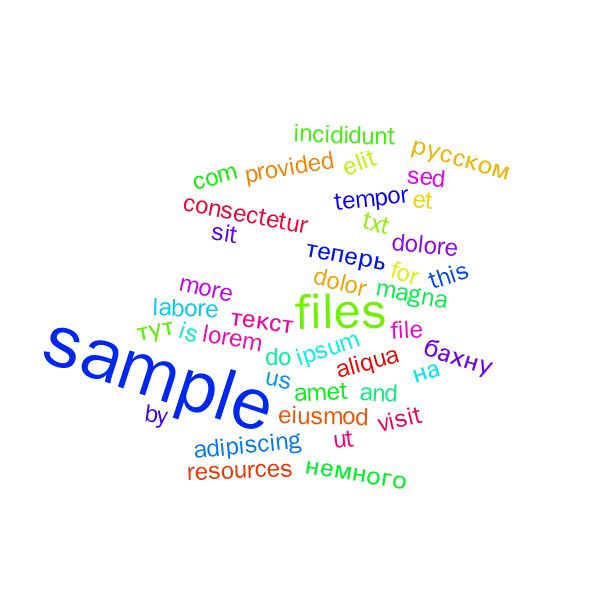 incididunt
русском
provided
elit
com
sed
tempor
et
consectetur
txt
sit
dolore
теперь
for
this
dolor
more
magna
labore
files
текст
file
тут
is
lorem
ipsum
бахну
sample
do
aliqua
на
us
amet
and
by
eiusmod
visit
adipiscing
ut
resources
немного